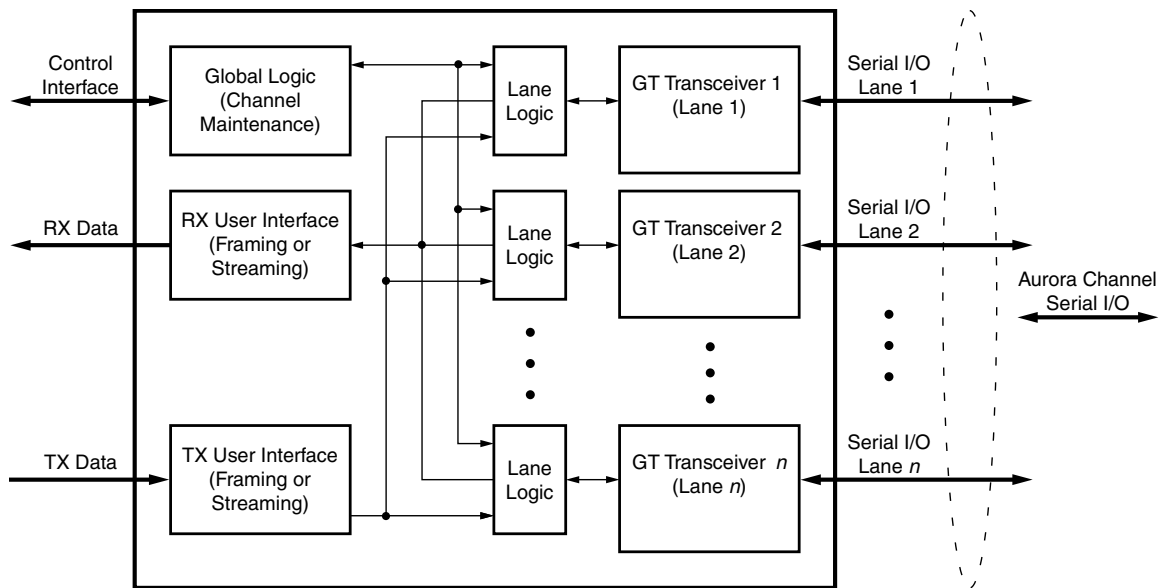 Control
Interface
Global Logic
(Channel
Maintenance)
Lane
Logic
GT Transceiver 1
(Lane 1)
Serial I/O
Lane 1
RX Data
RX User Interface
(Framing or
Streaming)
Lane
Logic
GT Transceiver 2
(Lane 2)
Serial I/O
Lane 2
Aurora Channel
Serial I/O
TX Data
TX User Interface
(Framing or
Streaming)
Lane
Logic
GT Transceiver n
(Lane n)
Serial I/O
Lane n